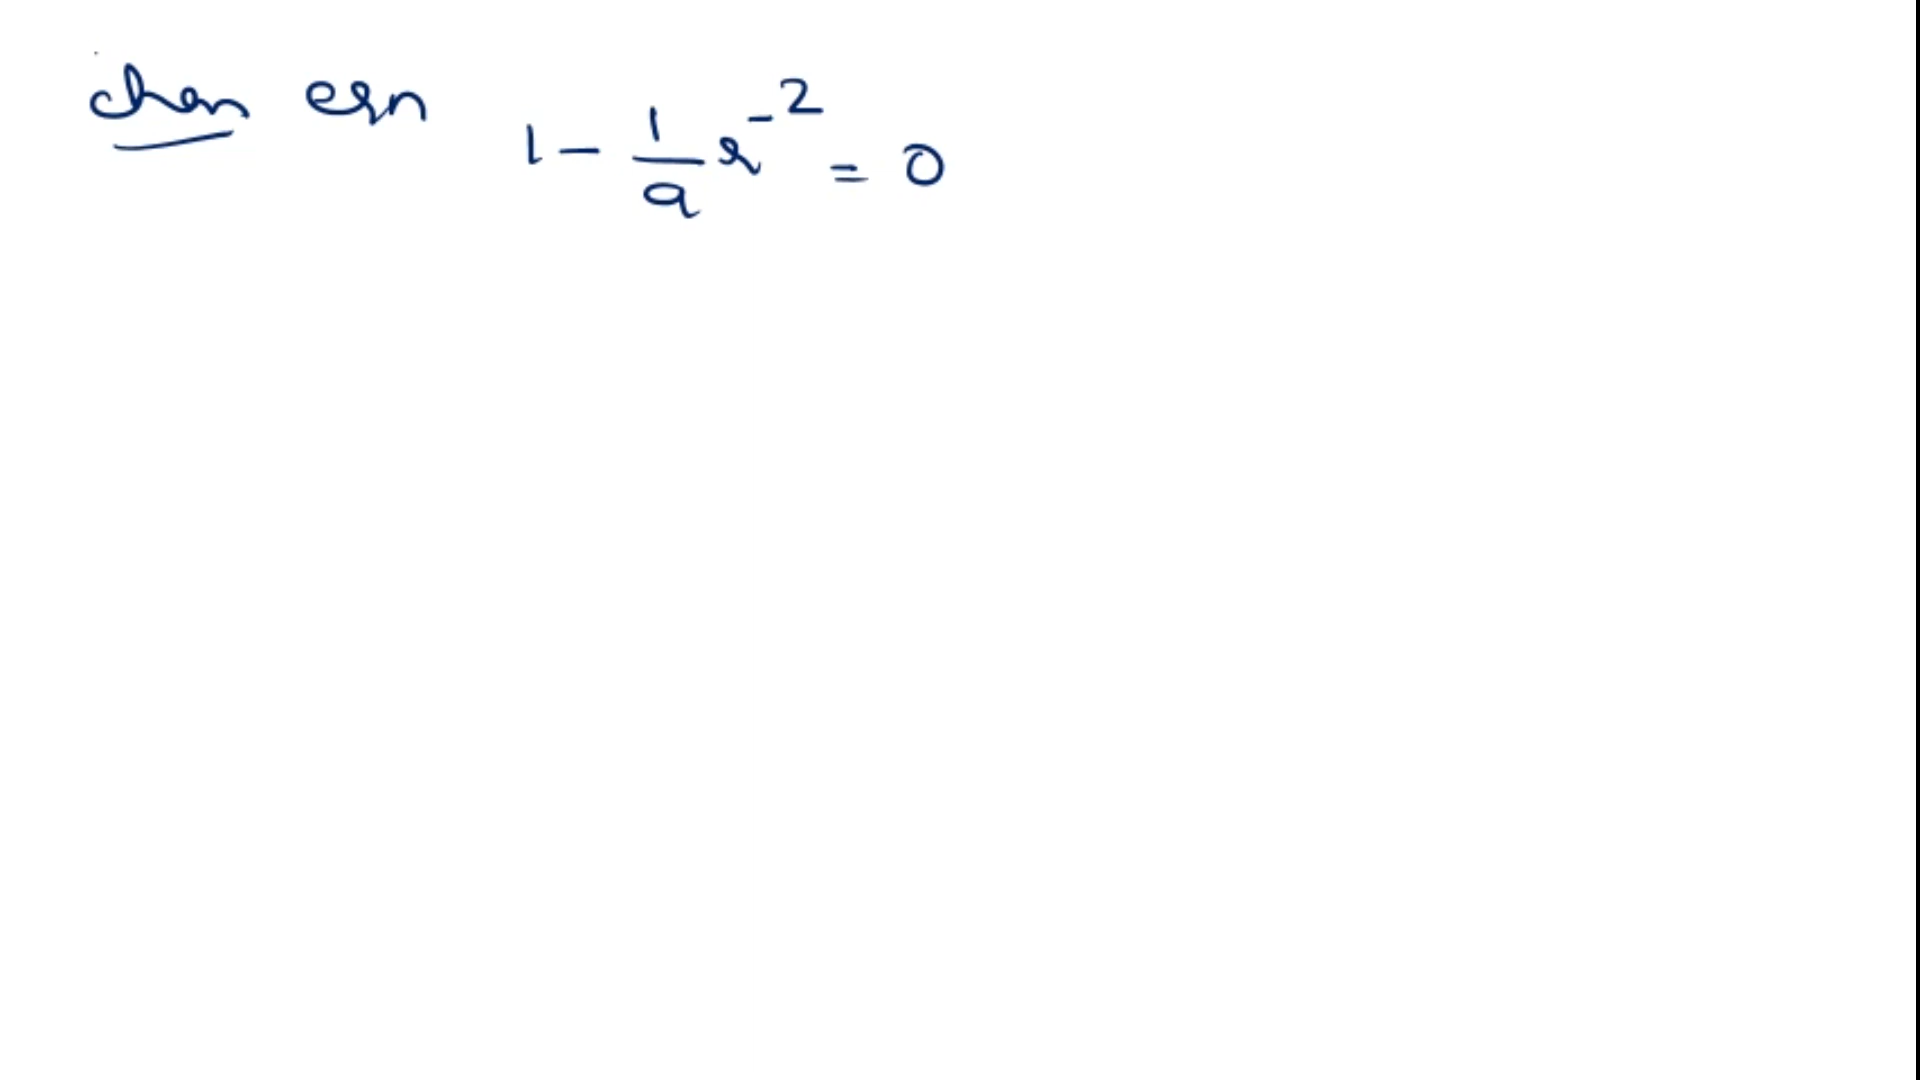 chan eqn 1 - 1/9 r^-2 = 0